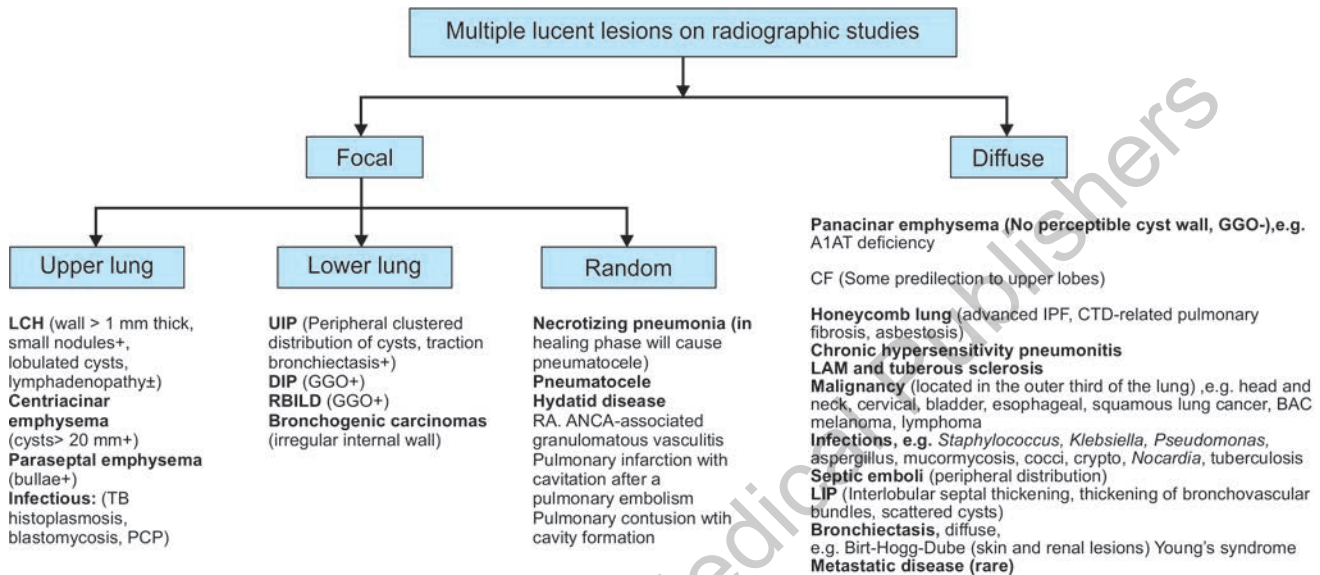 Multiple lucent lesions on radiographic studies
Focal
Diffuse
Upper lung
Lower lung
Random
LCH (wall > 1 mm thick,
small nodules+,
lobulated cysts,
lymphadenopathy±)
Centriacinar
emphysema
(cysts> 20 mm+)
Paraseptal emphysema
(bullae+)
Infectious: (TB
histoplasmosis,
blastomycosis, PCP)
UIP (Peripheral clustered
distribution of cysts, traction
bronchiectasis+)
DIP (GGO+)
RBILD (GGO+)
Bronchogenic carcinomas
(irregular internal wall)
Necrotizing pneumonia (in
healing phase will cause
pneumatocele)
Pneumatocele
Hydatid disease
RA. ANCA-associated
granulomatous vasculitis
Pulmonary infarction with
cavitation after a
pulmonary embolism
Pulmonary contusion wtih
cavity formation
Panacinar emphysema (No perceptible cyst wall, GGO-),e.g.
A1AT deficiency
CF (Some predilection to upper lobes)
Honeycomb lung (advanced IPF, CTD-related pulmonary
fibrosis, asbestosis)
Chronic hypersensitivity pneumonitis
LAM and tuberous sclerosis
Malignancy (located in the outer third of the lung) ,e.g. head and
neck, cervical, bladder, esophageal, squamous lung cancer, BAC
melanoma, lymphoma
Infections, e.g. Staphylococcus, Klebsiella, Pseudomonas,
aspergillus, mucormycosis, cocci, crypto, Nocardia, tuberculosis
Septic emboli (peripheral distribution)
LIP (Interlobular septal thickening, thickening of bronchovascular
bundles, scattered cysts)
Bronchiectasis, diffuse,
e.g. Birt-Hogg-Dube (skin and renal lesions) Young's syndrome
Metastatic disease (rare)
edical Publishers